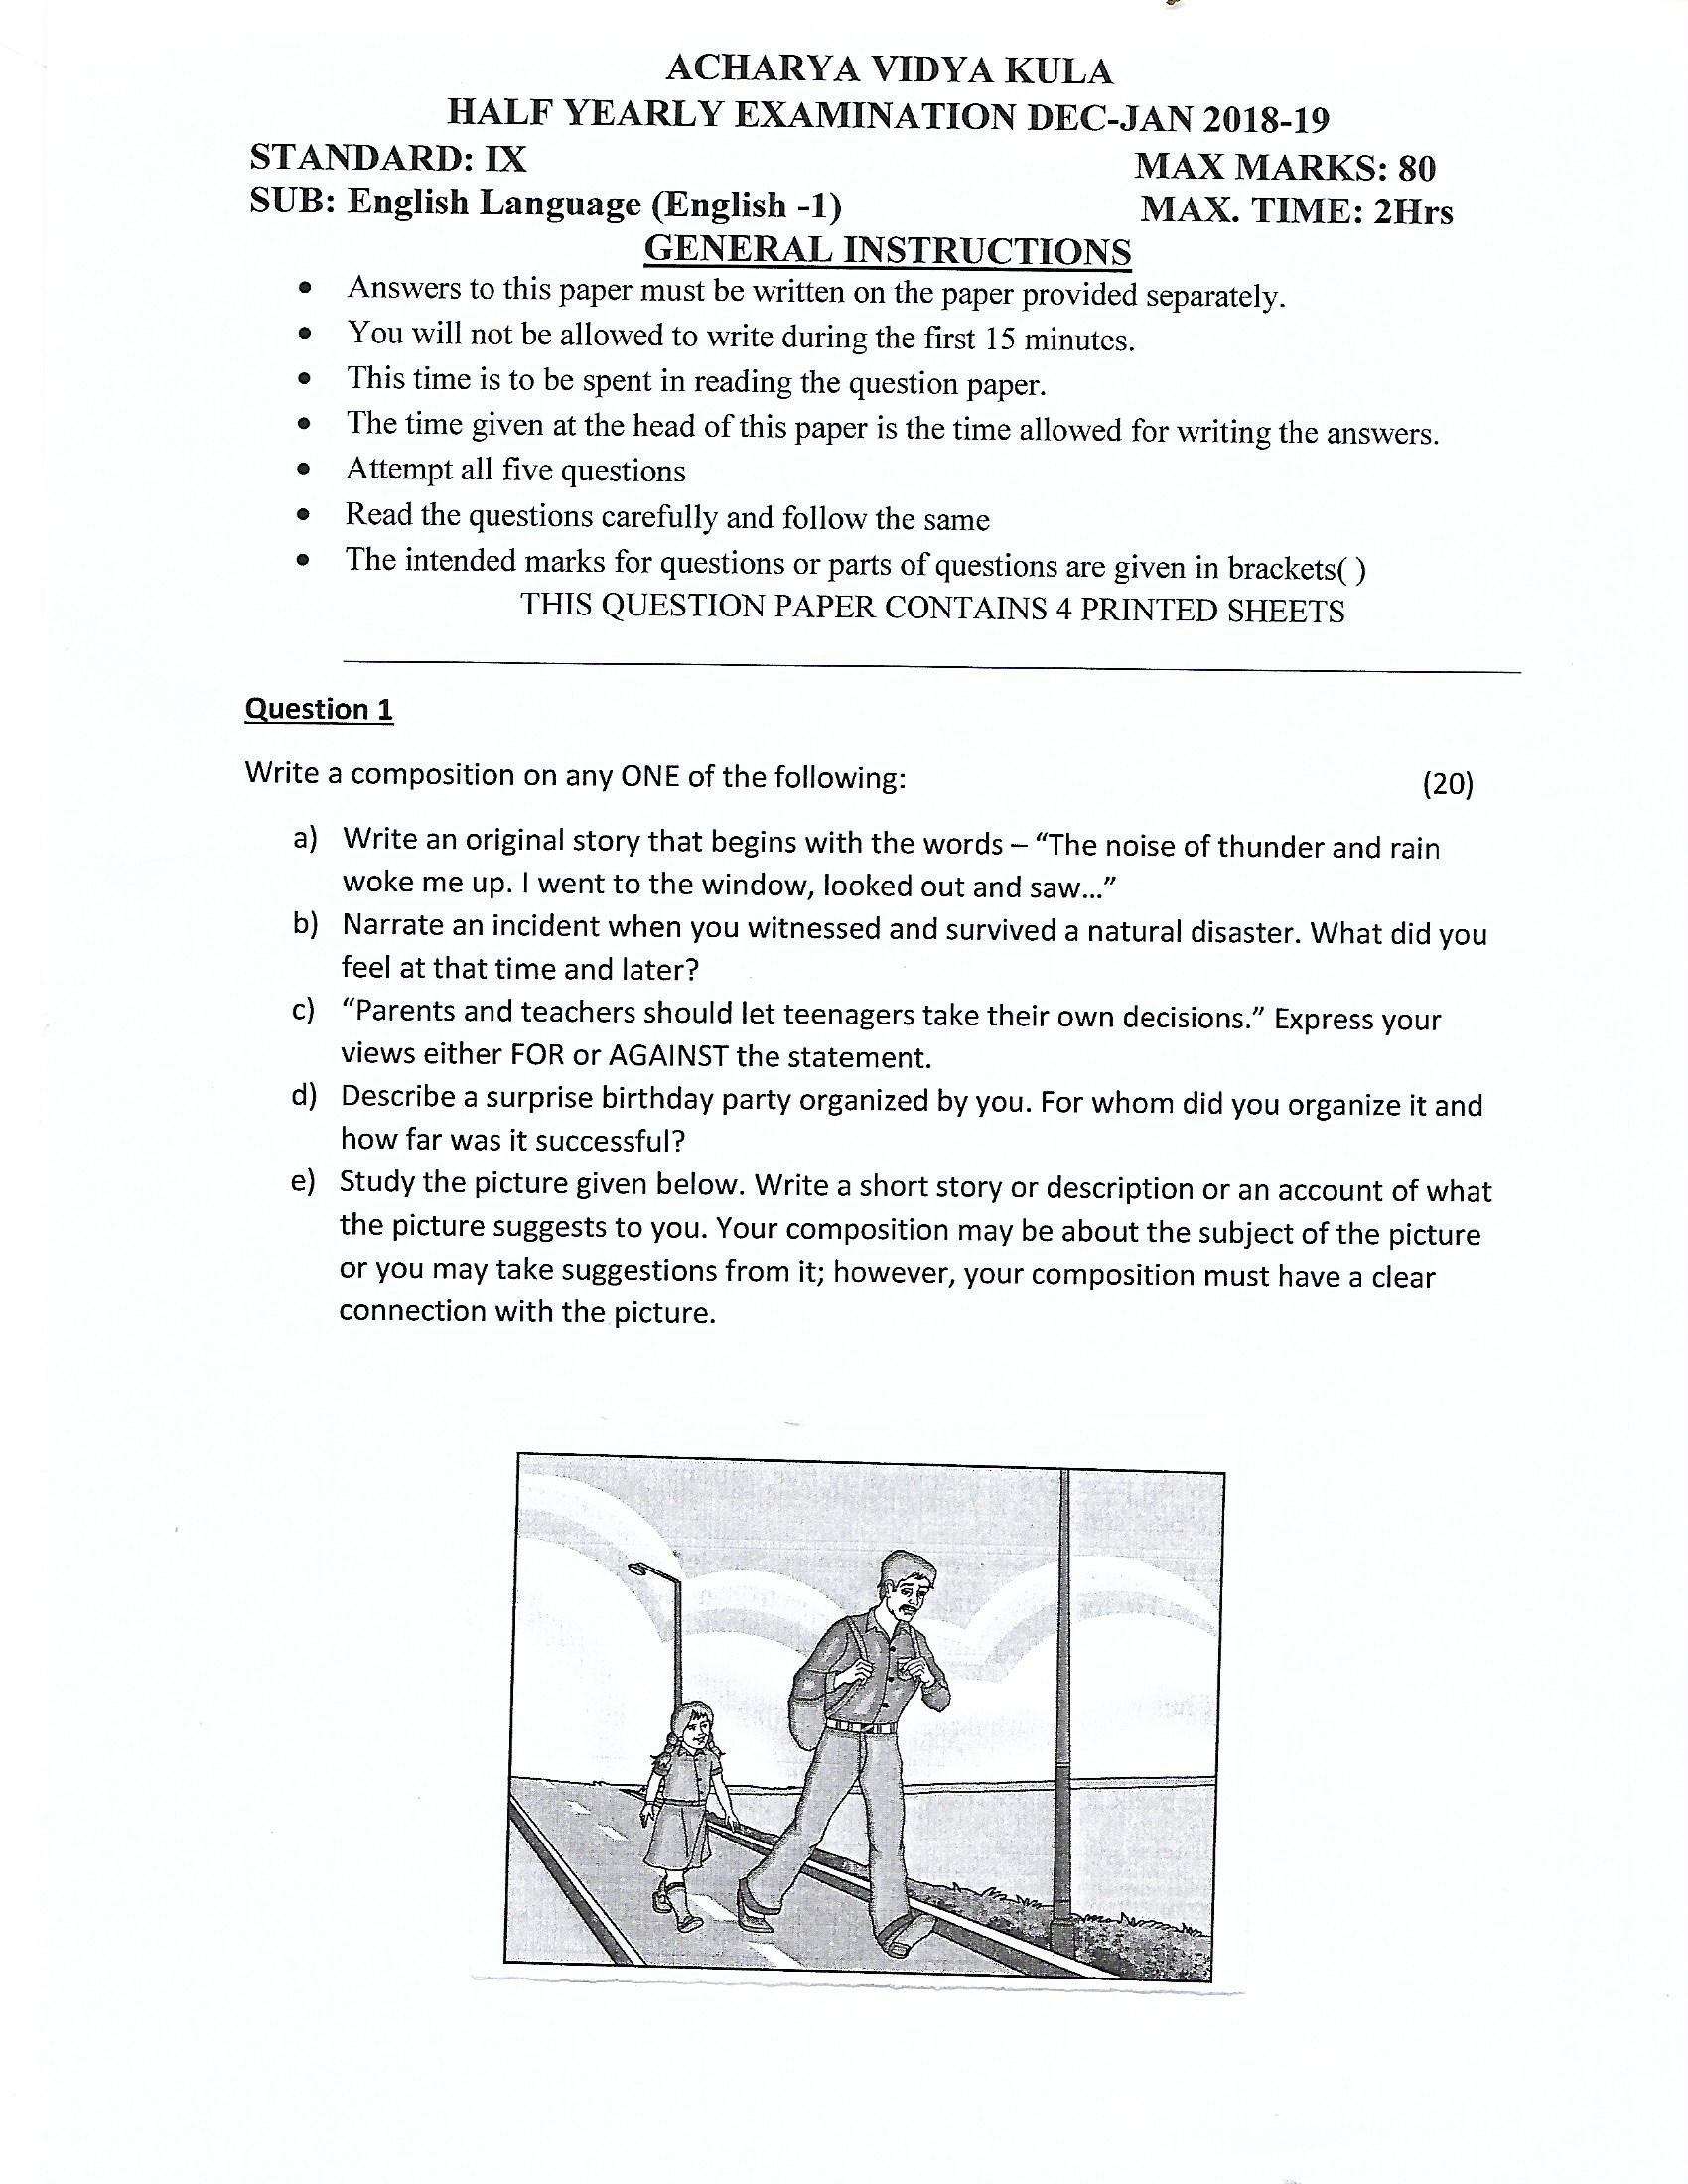 ACHARYA VIDYA KULA
HALF YEARLY EXAMINATION DEC-JAN 2018-19
STANDARD: IX MAX MARKS: 80
SUB: English Language (English -1) MAX. TIME: 2Hrs
GENERAL INSTRUCTIONS
• Answers to this paper must be written on the paper provided separately.
• You will not be allowed to write during the first 15 minutes.
• This time is to be spent in reading the question paper.
• The time given at the head of this paper is the time allowed for writing the answers.
• Attempt all five questions
• Read the questions carefully and follow the same
• The intended marks for questions or parts of questions are given in brackets( )
THIS QUESTION PAPER CONTAINS 4 PRINTED SHEETS
Question 1
Write a composition on any ONE of the following: (20)
a) Write an original story that begins with the words – “The noise of thunder and rain
woke me up. I went to the window, looked out and saw...”
b) Narrate an incident when you witnessed and survived a natural disaster. What did you
feel at that time and later?
c) “Parents and teachers should let teenagers take their own decisions.” Express your
views either FOR or AGAINST the statement.
d) Describe a surprise birthday party organized by you. For whom did you organize it and
how far was it successful?
e) Study the picture given below. Write a short story or description or an account of what
the picture suggests to you. Your composition may be about the subject of the picture
or you may take suggestions from it; however, your composition must have a clear
connection with the picture.